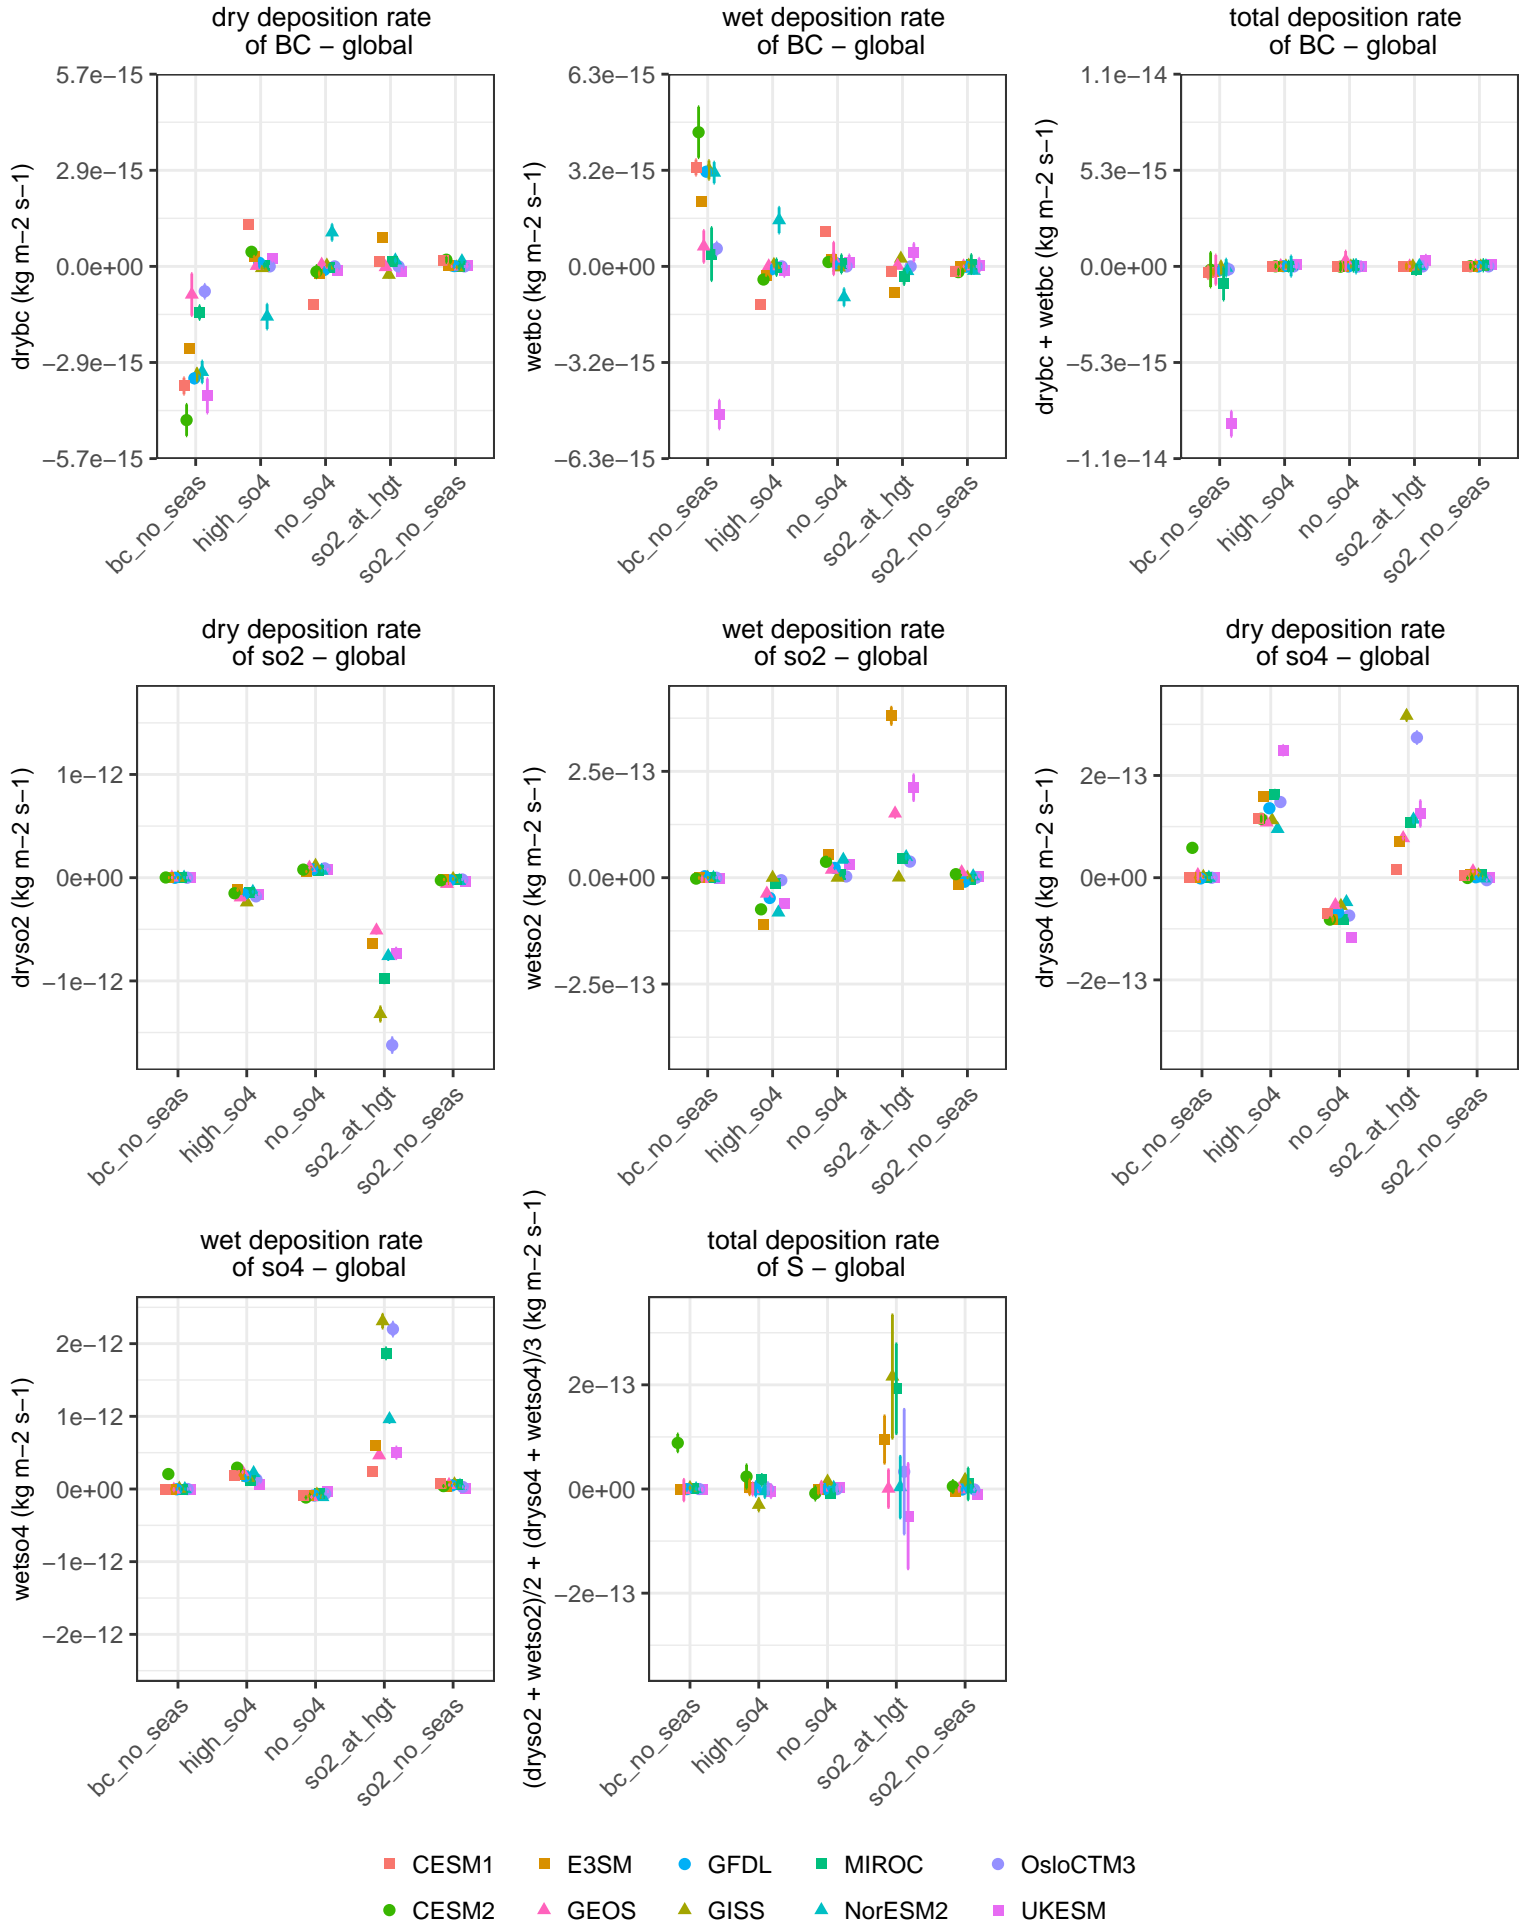 dry deposition rate
of BC − global
drybc (kg m−2 s−1)
5.7e−15
2.9e−15
0.0e+00
−2.9e−15
−5.7e−15
bc_no_seas
high_so4
no_so4
so2_at_hgt
so2_no_seas
wet deposition rate
of BC − global
wetbc (kg m−2 s−1)
6.3e−15
3.2e−15
0.0e+00
−3.2e−15
−6.3e−15
bc_no_seas
high_so4
no_so4
so2_at_hgt
so2_no_seas
total deposition rate
of BC − global
drybc + wetbc (kg m−2 s−1)
1.1e−14
5.3e−15
0.0e+00
−5.3e−15
−1.1e−14
bc_no_seas
high_so4
no_so4
so2_at_hgt
so2_no_seas
dry deposition rate
of so2 − global
dryso2 (kg m−2 s−1)
1e−12
0e+00
−1e−12
bc_no_seas
high_so4
no_so4
so2_at_hgt
so2_no_seas
wet deposition rate
of so2 − global
wetso2 (kg m−2 s−1)
2.5e−13
0.0e+00
−2.5e−13
bc_no_seas
high_so4
no_so4
so2_at_hgt
so2_no_seas
dry deposition rate
of so4 − global
dryso4 (kg m−2 s−1)
2e−13
0e+00
−2e−13
bc_no_seas
high_so4
no_so4
so2_at_hgt
so2_no_seas
wet deposition rate
of so4 − global
wetso4 (kg m−2 s−1)
2e−12
1e−12
0e+00
−1e−12
−2e−12
bc_no_seas
high_so4
no_so4
so2_at_hgt
so2_no_seas
total deposition rate
of S − global
(dryso2 + wetso2)/2 + (dryso4 + wetso4)/3 (kg m−2 s−1)
2e−13
0e+00
−2e−13
bc_no_seas
high_so4
no_so4
so2_at_hgt
so2_no_seas
CESM1 E3SM GFDL MIROC OsloCTM3
CESM2 GEOS GISS NorESM2 UKESM